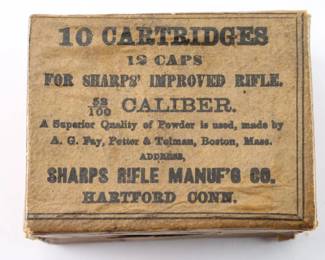 10 CARTRIDGES
12 CAPS
FOR SHARPS' IMPROVED RIFLE.
52/100 CALIBER.
A Superior Quality of Powder is used, made by
A. G. Fay, Potter & Tolman, Boston, Mass.
ADDRESS,
SHARPS RIFLE MANUF'G CO.
HARTFORD CONN.